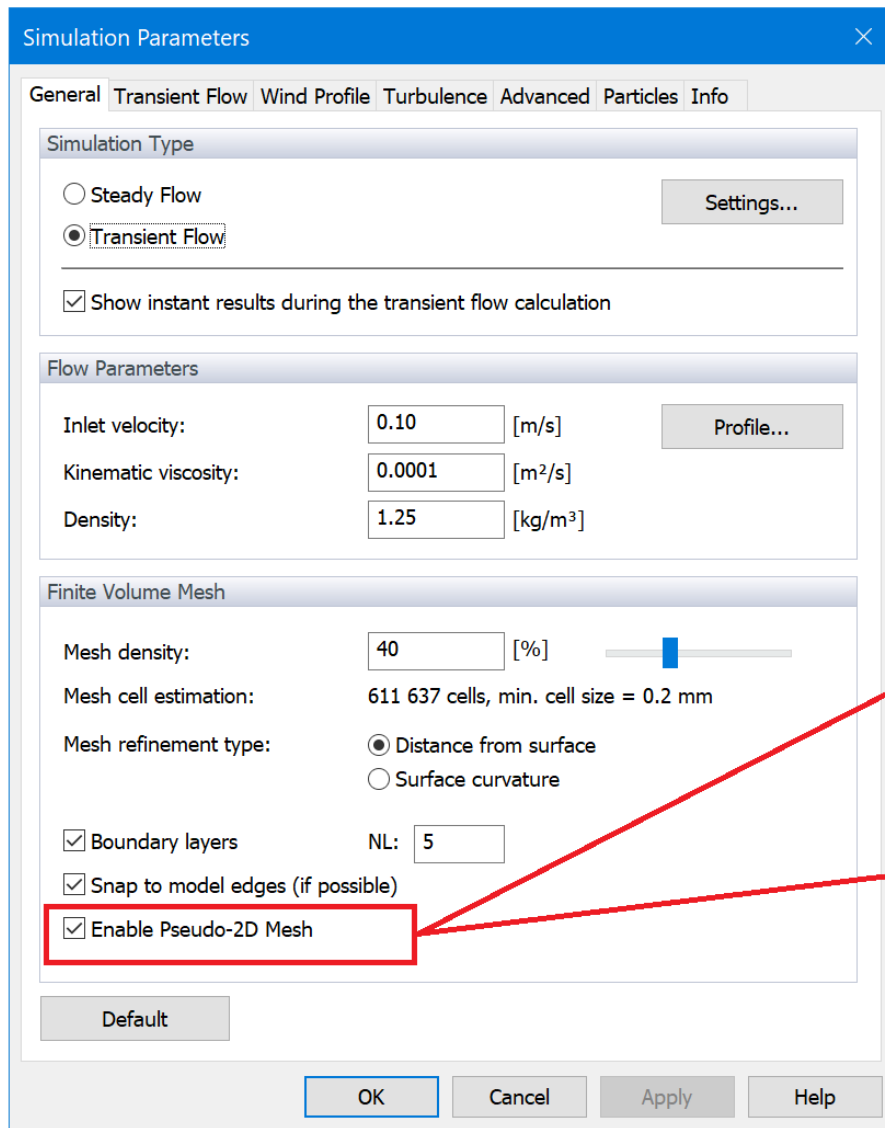 Simulation Parameters
General Transient Flow Wind Profile Turbulence Advanced Particles Info
Simulation Type
Steady Flow
Settings...
Transient Flow
Show instant results during the transient flow calculation
Flow Parameters
Inlet velocity: 0.10 [m/s] Profile...
Kinematic viscosity: 0.0001 [m²/s]
Density: 1.25 [kg/m³]
Finite Volume Mesh
Mesh density: 40 [%]
Mesh cell estimation: 611 637 cells, min. cell size = 0.2 mm
Mesh refinement type: Distance from surface
Surface curvature
Boundary layers NL: 5
Snap to model edges (if possible)
Enable Pseudo-2D Mesh
Default
OK Cancel Apply Help